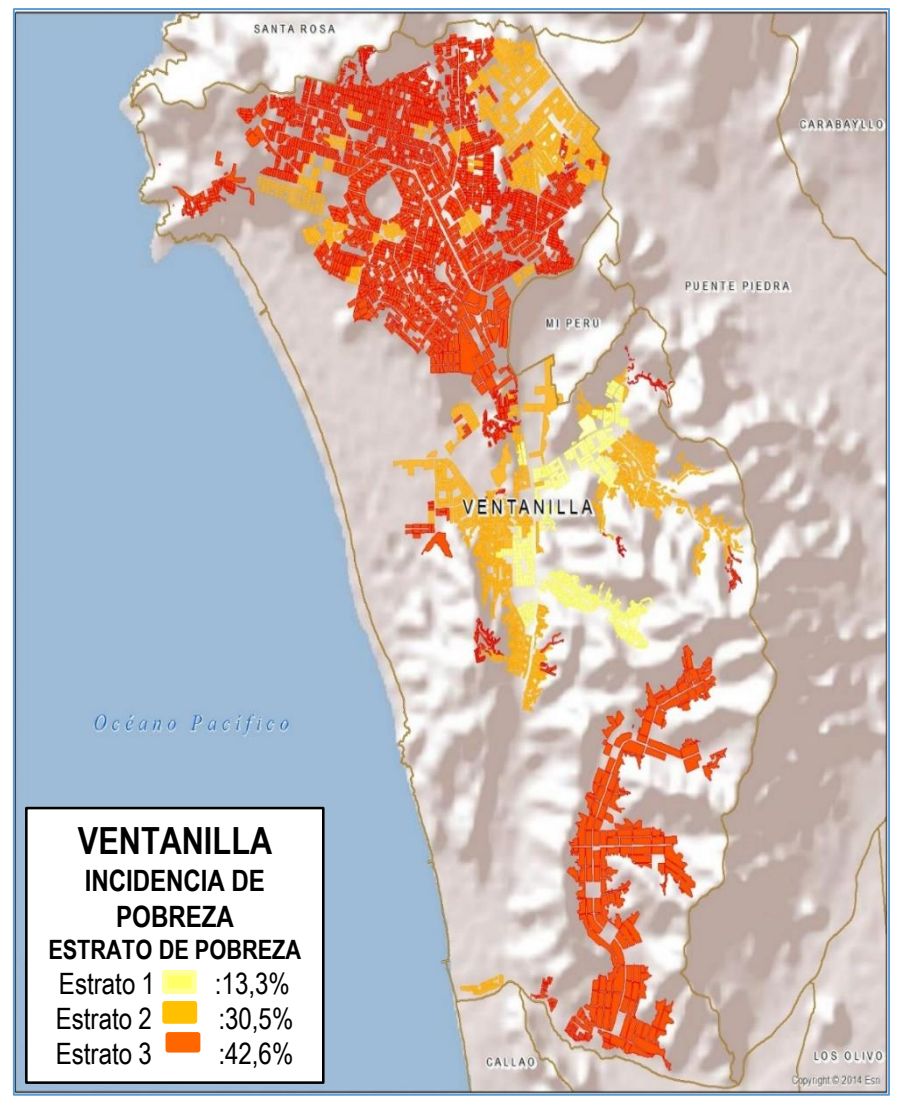 SANTA ROSA
CARABAYLLO
PUENTE PIEDRA
MI PERU
VENTANILLA
Océano Pacífico
VENTANILLA
INCIDENCIA DE
POBREZA
ESTRATO DE POBREZA
Estrato 1 :13,3%
Estrato 2 :30,5%
Estrato 3 :42,6%
CALLAO
LOS OLIVO
Copyright © 2014 Esri